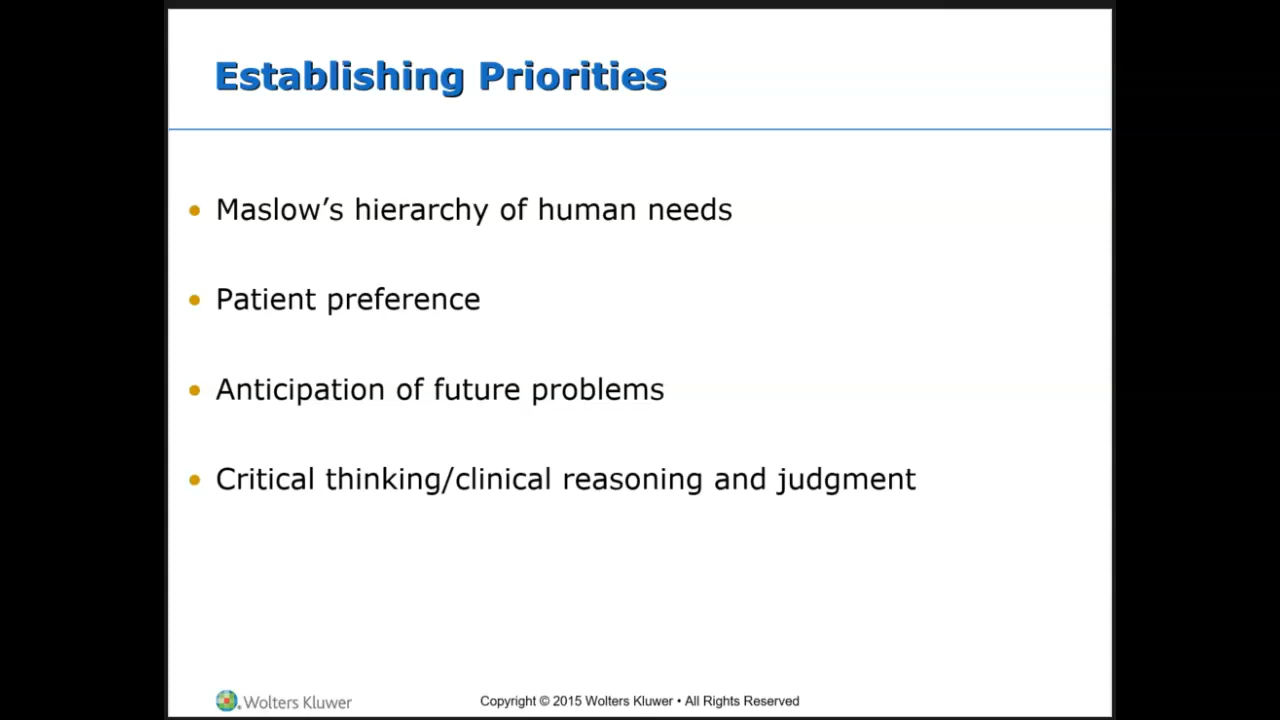 Establishing Priorities
• Maslow’s hierarchy of human needs
• Patient preference
• Anticipation of future problems
• Critical thinking/clinical reasoning and judgment
Wolters Kluwer
Copyright © 2015 Wolters Kluwer • All Rights Reserved